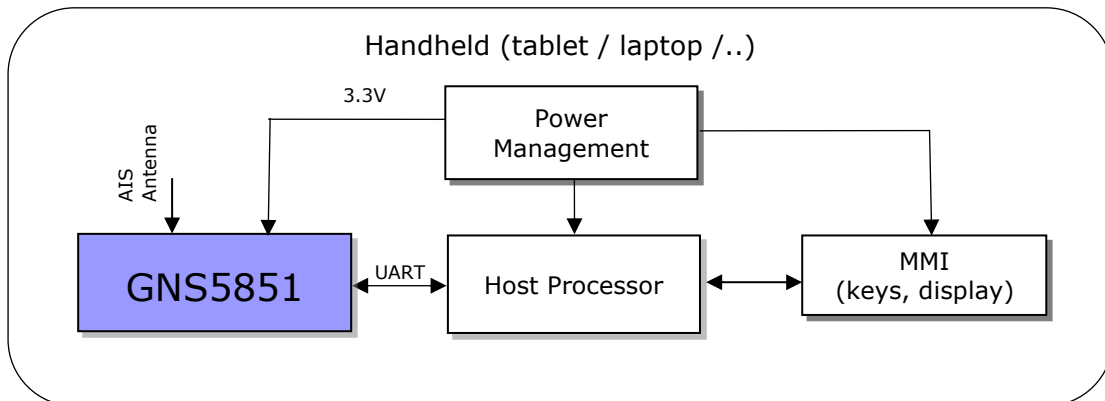 Handheld (tablet / laptop /..)
3.3V
Power
Management
AIS
Antenna
GNS5851
UART
Host Processor
MMI
(keys, display)